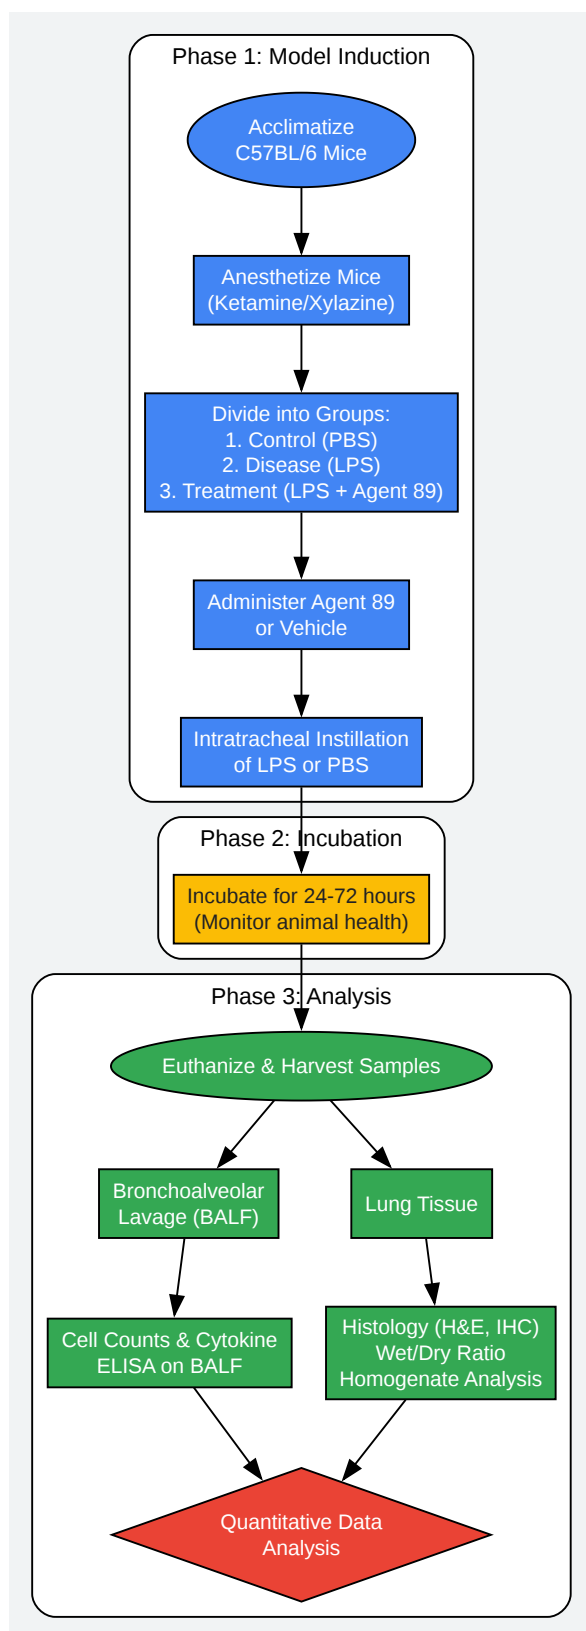 Phase 1: Model Induction
Acclimatize
C57BL/6 Mice
Anesthetize Mice
(Ketamine/Xylazine)
Divide into Groups:
1. Control (PBS)
2. Disease (LPS)
3. Treatment (LPS + Agent 89)
Administer Agent 89
or Vehicle
Intratracheal Instillation
of LPS or PBS
Phase 2: Incubation
Incubate for 24-72 hours
(Monitor animal health)
Phase 3: Analysis
Euthanize & Harvest Samples
Bronchoalveolar
Lavage (BALF)
Lung Tissue
Cell Counts & Cytokine
ELISA on BALF
Histology (H&E, IHC)
Wet/Dry Ratio
Homogenate Analysis
Quantitative Data
Analysis